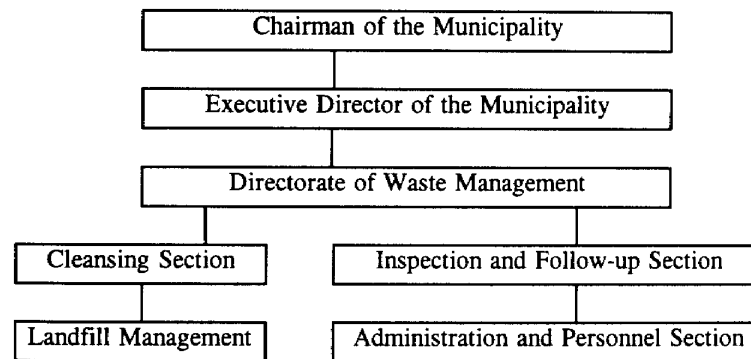 Chairman of the Municipality
Executive Director of the Municipality
Directorate of Waste Management
Cleansing Section
Inspection and Follow-up Section
Landfill Management
Administration and Personnel Section